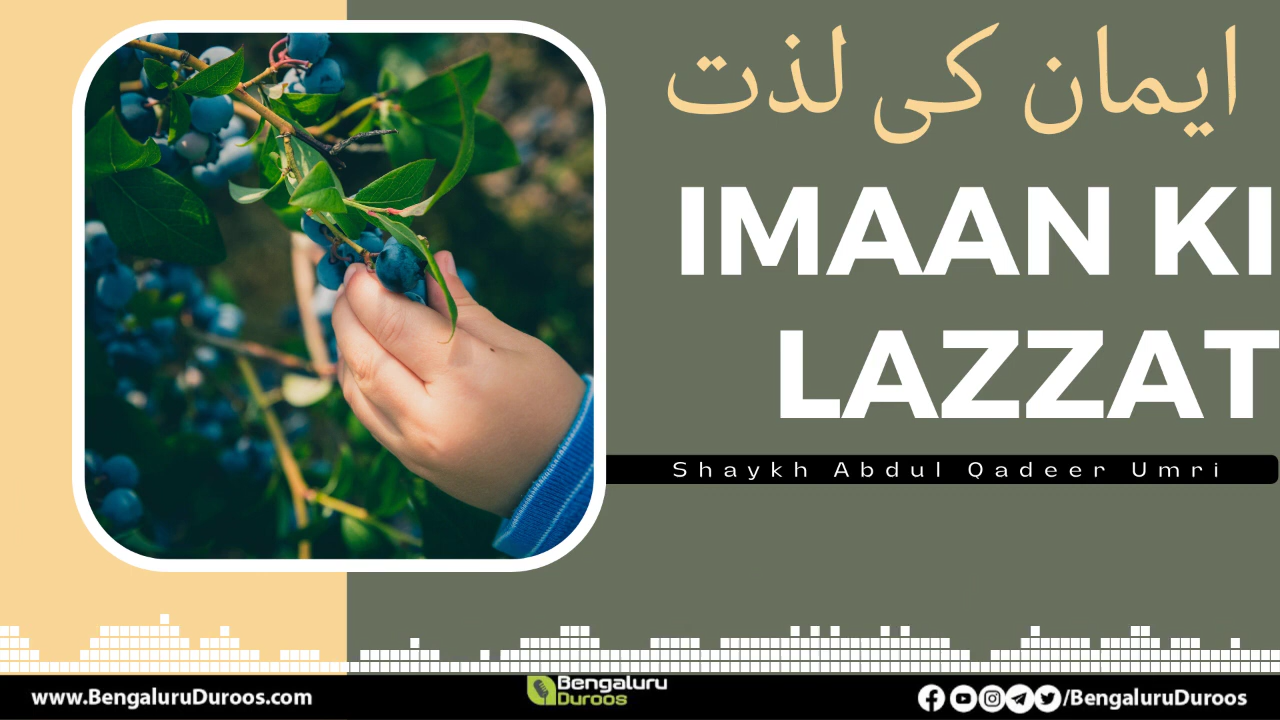 ایمان کی لذت
IMAAN KI
LAZZAT
Shaykh Abdul Qadeer Umri
www.BengaluruDuroos.com
Bengaluru
Duroos
/BengaluruDuroos